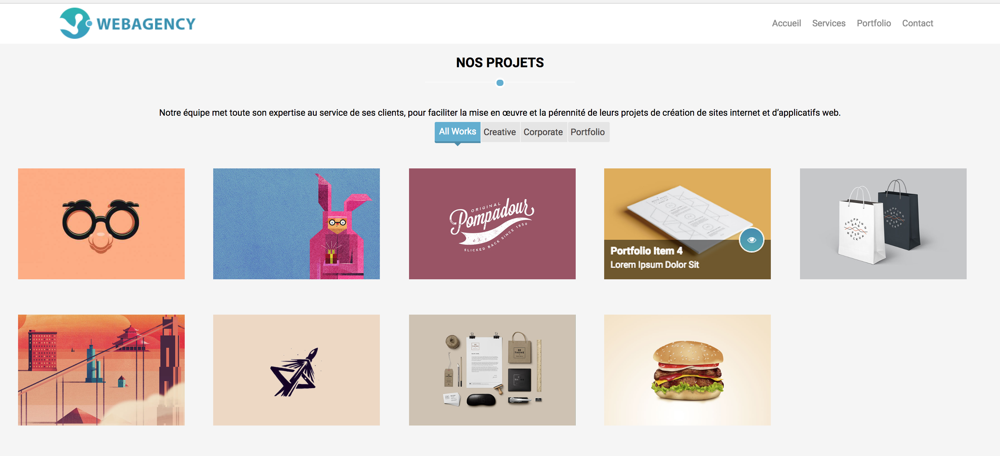 WEBAGENCY
Accueil Services Portfolio Contact
NOS PROJETS
Notre équipe met toute son expertise au service de ses clients, pour faciliter la mise en œuvre et la pérennité de leurs projets de création de sites internet et d’applicatifs web.
All Works Creative Corporate Portfolio
ORIGINAL
Pompadour
SLICKED BACK SINCE 1950
Portfolio Item 4
Lorem Ipsum Dolor Sit
SHOPPING
BAG
PSD
MOCKUP
SHOPPING
BAG
PSD
MOCKUP
BE
THEME
BE
THEME